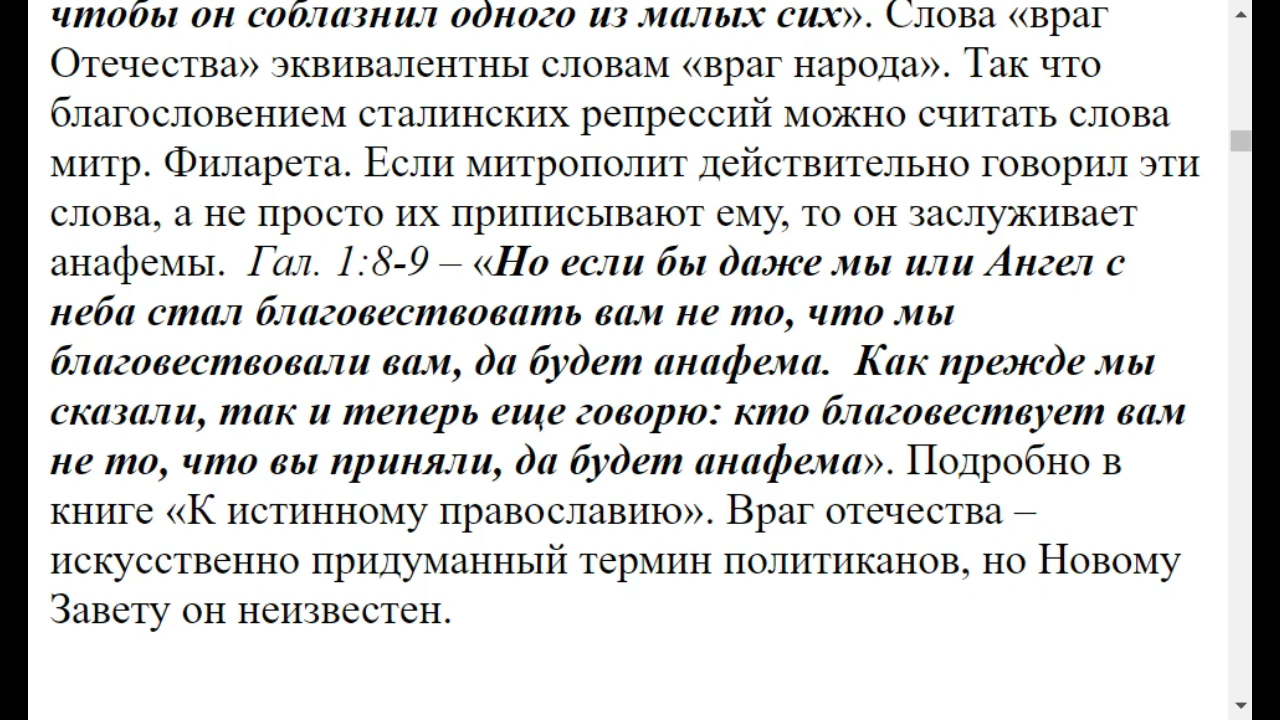 чтобы он соблазнил одного из малых сих». Слова «враг
Отечества» эквивалентны словам «враг народа». Так что
благословением сталинских репрессий можно считать слова
митр. Филарета. Если митрополит действительно говорил эти
слова, а не просто их приписывают ему, то он заслуживает
анафемы.  Гал. 1:8-9 – «Но если бы даже мы или Ангел с
неба стал благовествовать вам не то, что мы
благовествовали вам, да будет анафема.  Как прежде мы
сказали, так и теперь еще говорю: кто благовествует вам
не то, что вы приняли, да будет анафема». Подробно в
книге «К истинному православию». Враг отечества –
искусственно придуманный термин политиканов, но Новому
Завету он неизвестен.